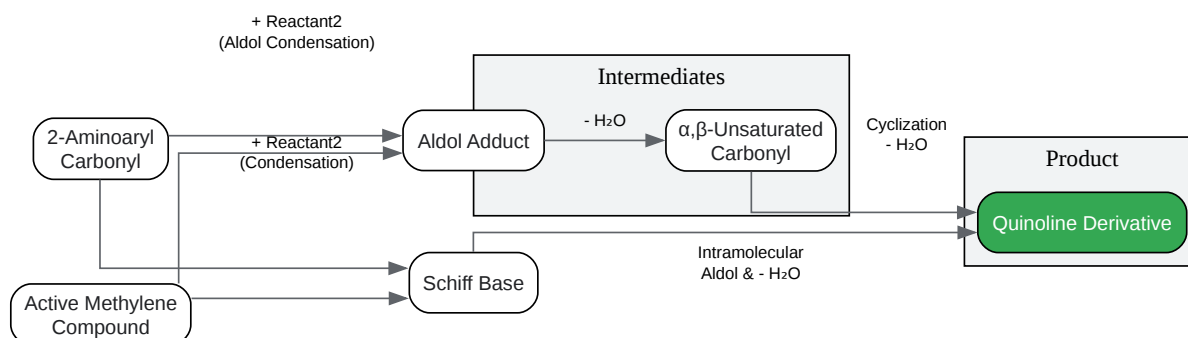 + Reactant2
(Aldol Condensation)
Intermediates
2-Aminoaryl
Carbonyl
+ Reactant2
(Condensation)
Aldol Adduct
- H₂O
α,β-Unsaturated
Carbonyl
Cyclization
- H₂O
Product
Quinoline Derivative
Intramolecular
Aldol & - H₂O
Schiff Base
Active Methylene
Compound